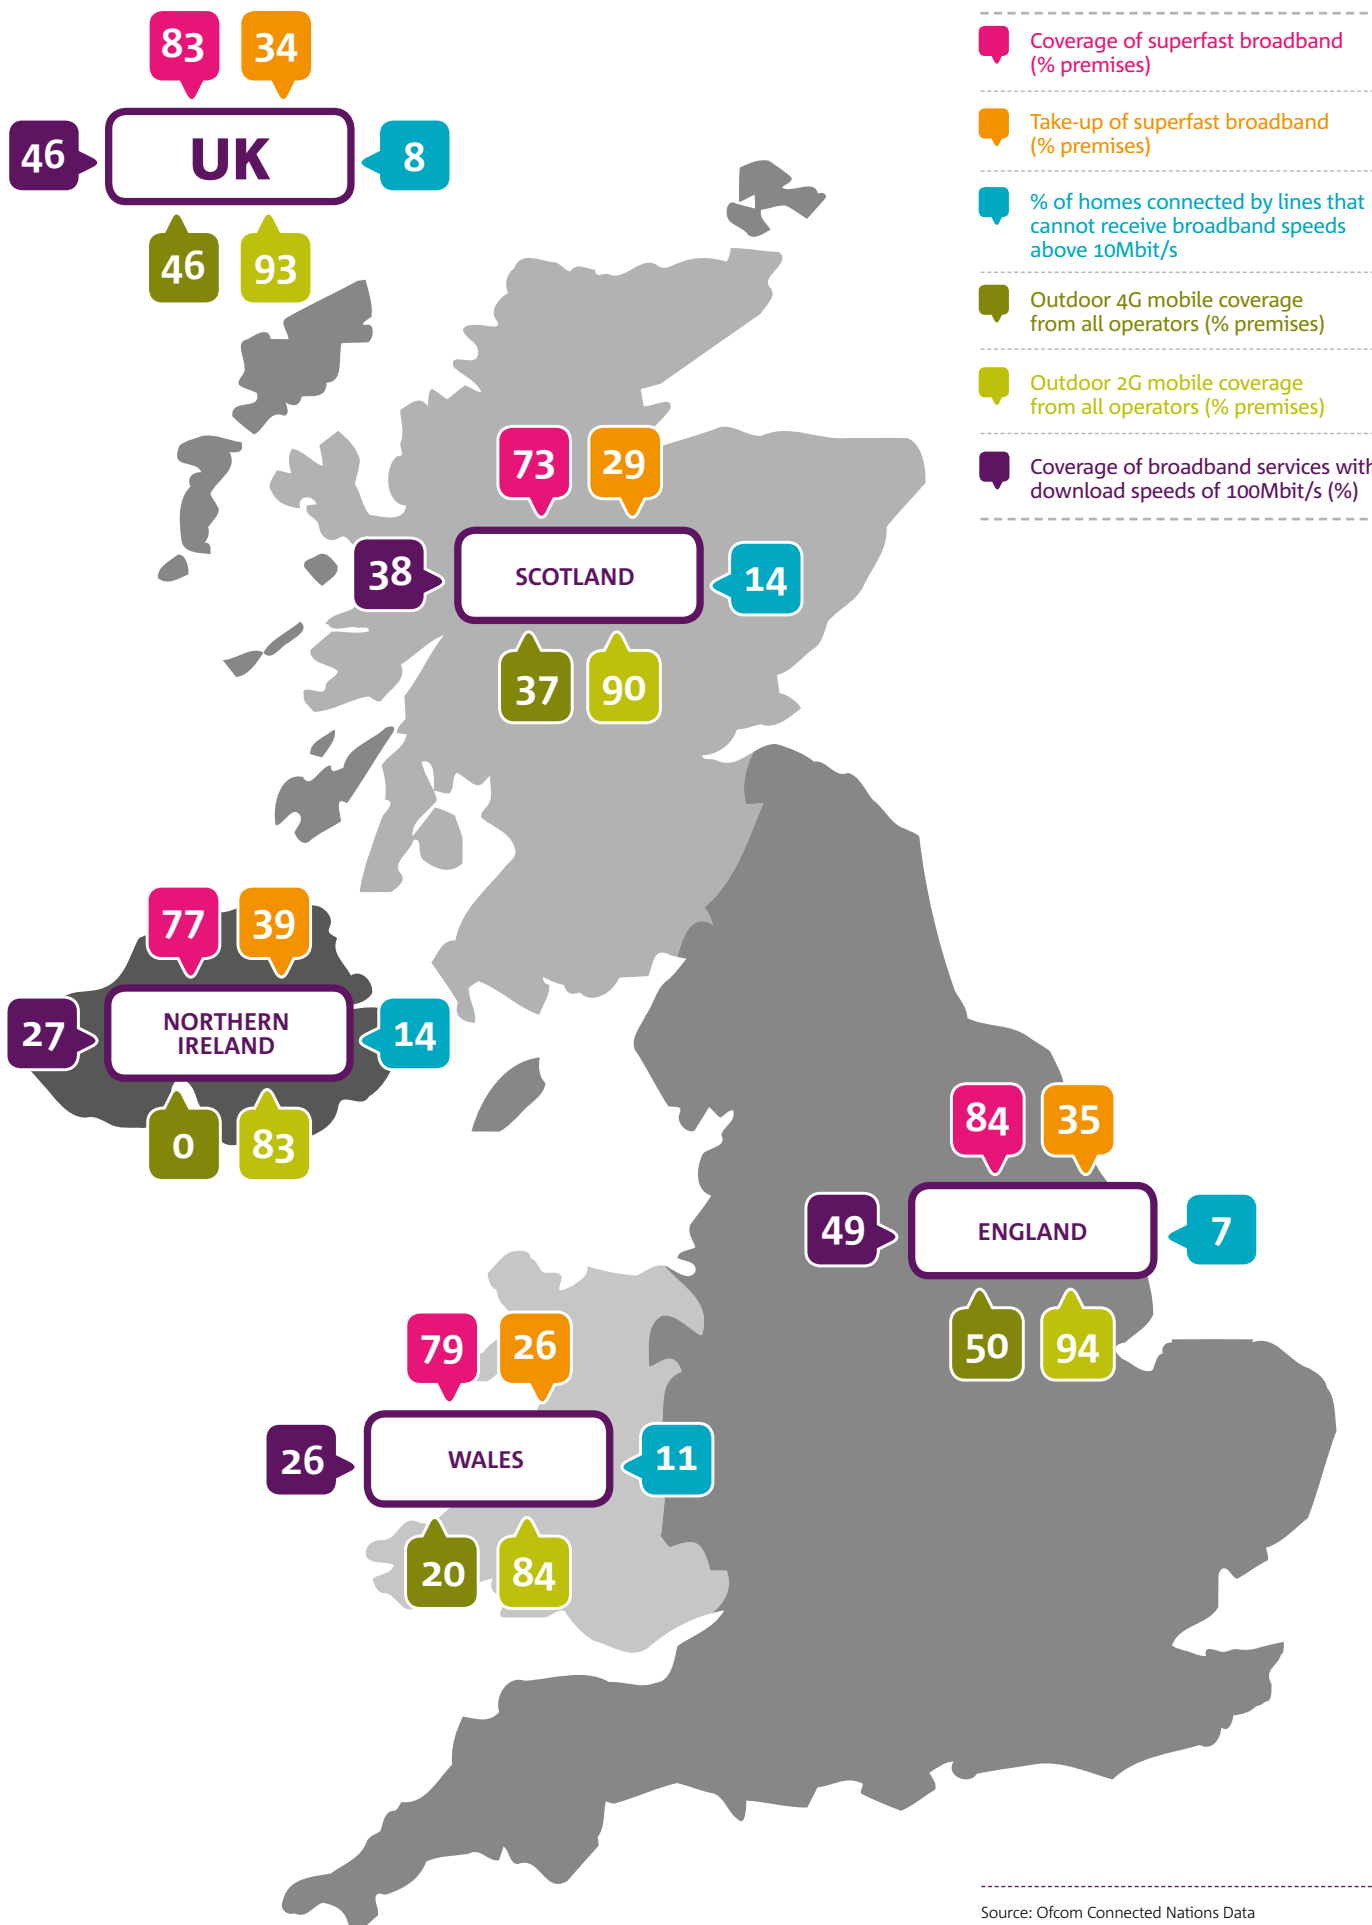 83 34
46 UK 8
46 93
Coverage of superfast broadband
(% premises)
Take-up of superfast broadband
(% premises)
% of homes connected by lines that
cannot receive broadband speeds
above 10Mbit/s
Outdoor 4G mobile coverage
from all operators (% premises)
Outdoor 2G mobile coverage
from all operators (% premises)
Coverage of broadband services with
download speeds of 100Mbit/s (%)
73 29
38 SCOTLAND 14
37 90
77 39
27 NORTHERN
IRELAND 14
0 83
84 35
49 ENGLAND 7
50 94
79 26
26 WALES 11
20 84
Source: Ofcom Connected Nations Data